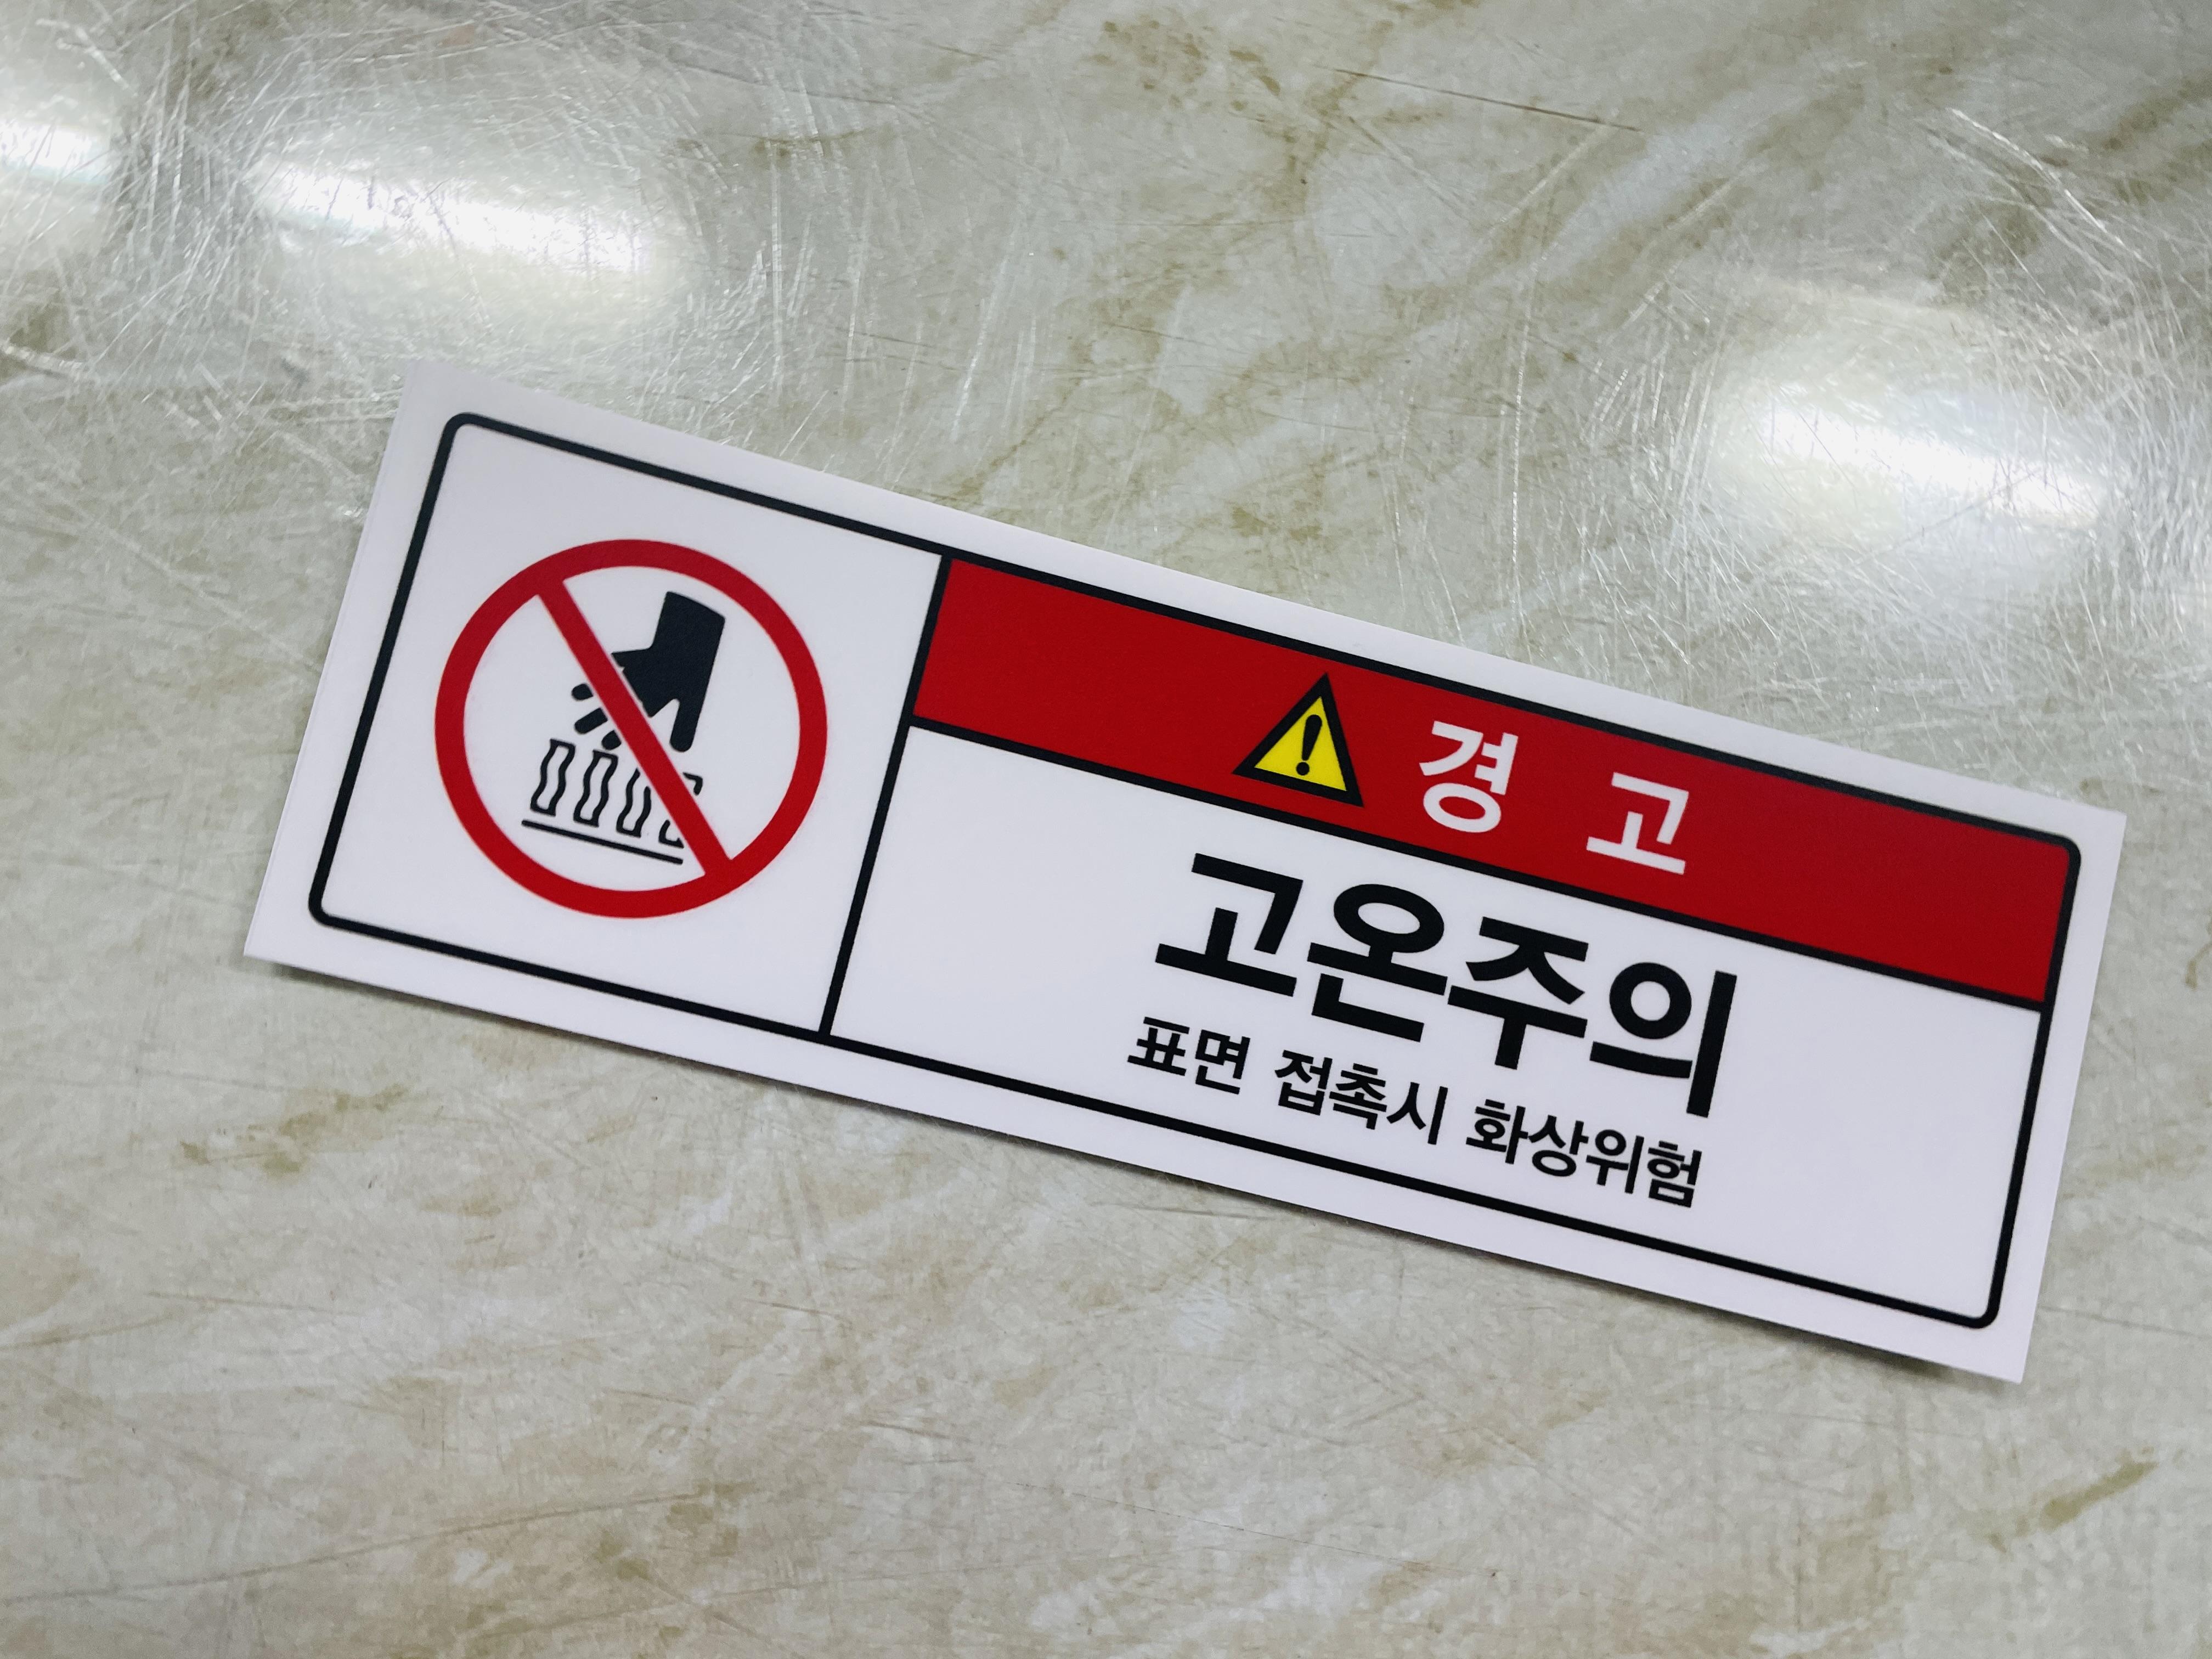 경 고
고온주의
표면 접촉시 화상위험